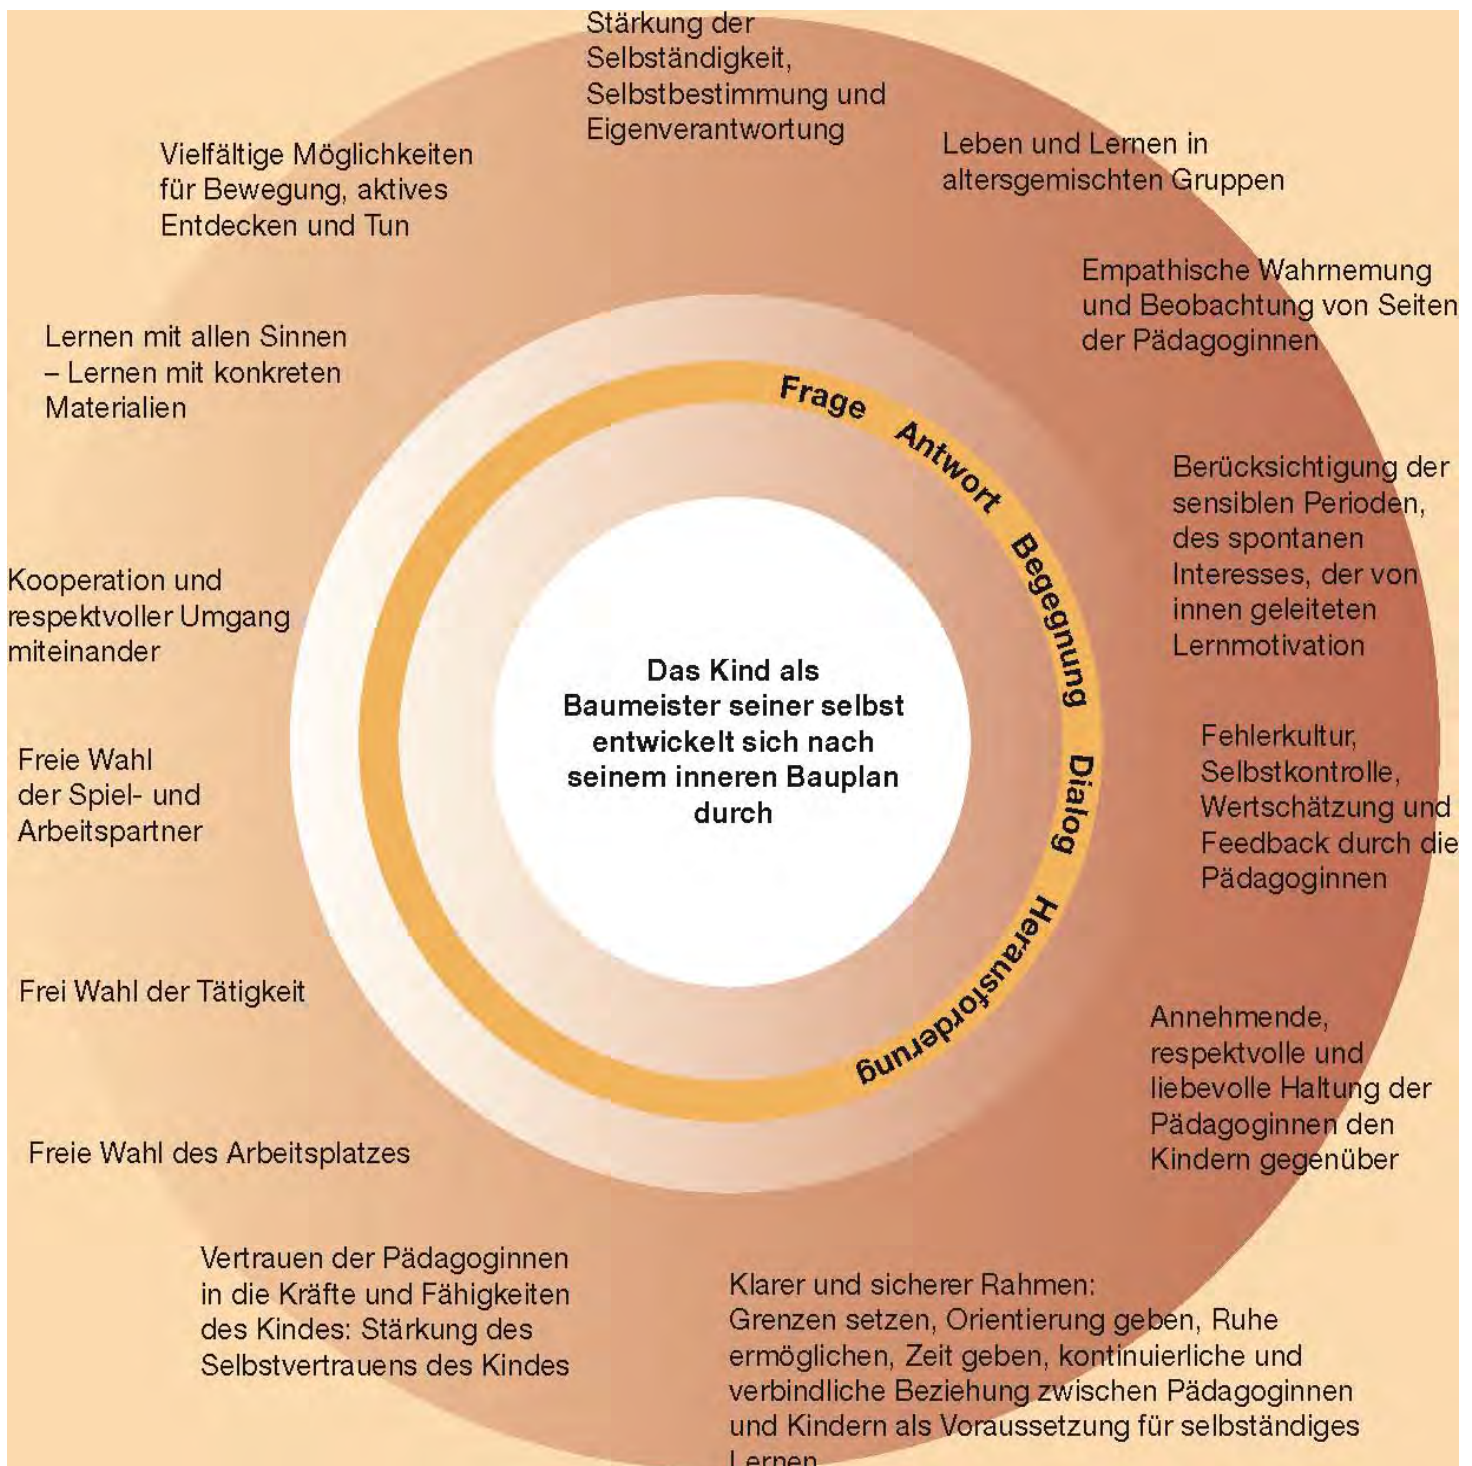 Stärkung der
Selbständigkeit,
Selbstbestimmung und
Eigenverantwortung
Leben und Lernen in
altersgemischten Gruppen
Empathische Wahrnemung
und Beobachtung von Seiten
der Pädagoginnen
Berücksichtigung der
sensiblen Perioden,
des spontanen
Interesses, der von
innen geleiteten
Lernmotivation
Fehlerkultur,
Selbstkontrolle,
Wertschätzung und
Feedback durch die
Pädagoginnen
Annehmende,
respektvolle und
liebevolle Haltung der
Pädagoginnen den
Kindern gegenüber
Klarer und sicherer Rahmen:
Grenzen setzen, Orientierung geben, Ruhe
ermöglichen, Zeit geben, kontinuierliche und
verbindliche Beziehung zwischen Pädagoginnen
und Kindern als Voraussetzung für selbständiges
Lernen
Vertrauen der Pädagoginnen
in die Kräfte und Fähigkeiten
des Kindes: Stärkung des
Selbstvertrauens des Kindes
Freie Wahl des Arbeitsplatzes
Frei Wahl der Tätigkeit
Freie Wahl
der Spiel- und
Arbeitspartner
Kooperation und
respektvoller Umgang
miteinander
Lernen mit allen Sinnen
– Lernen mit konkreten
Materialien
Vielfältige Möglichkeiten
für Bewegung, aktives
Entdecken und Tun
Frage Antwort Begegnung Dialog Herausforderung
Das Kind als
Baumeister seiner selbst
entwickelt sich nach
seinem inneren Bauplan
durch